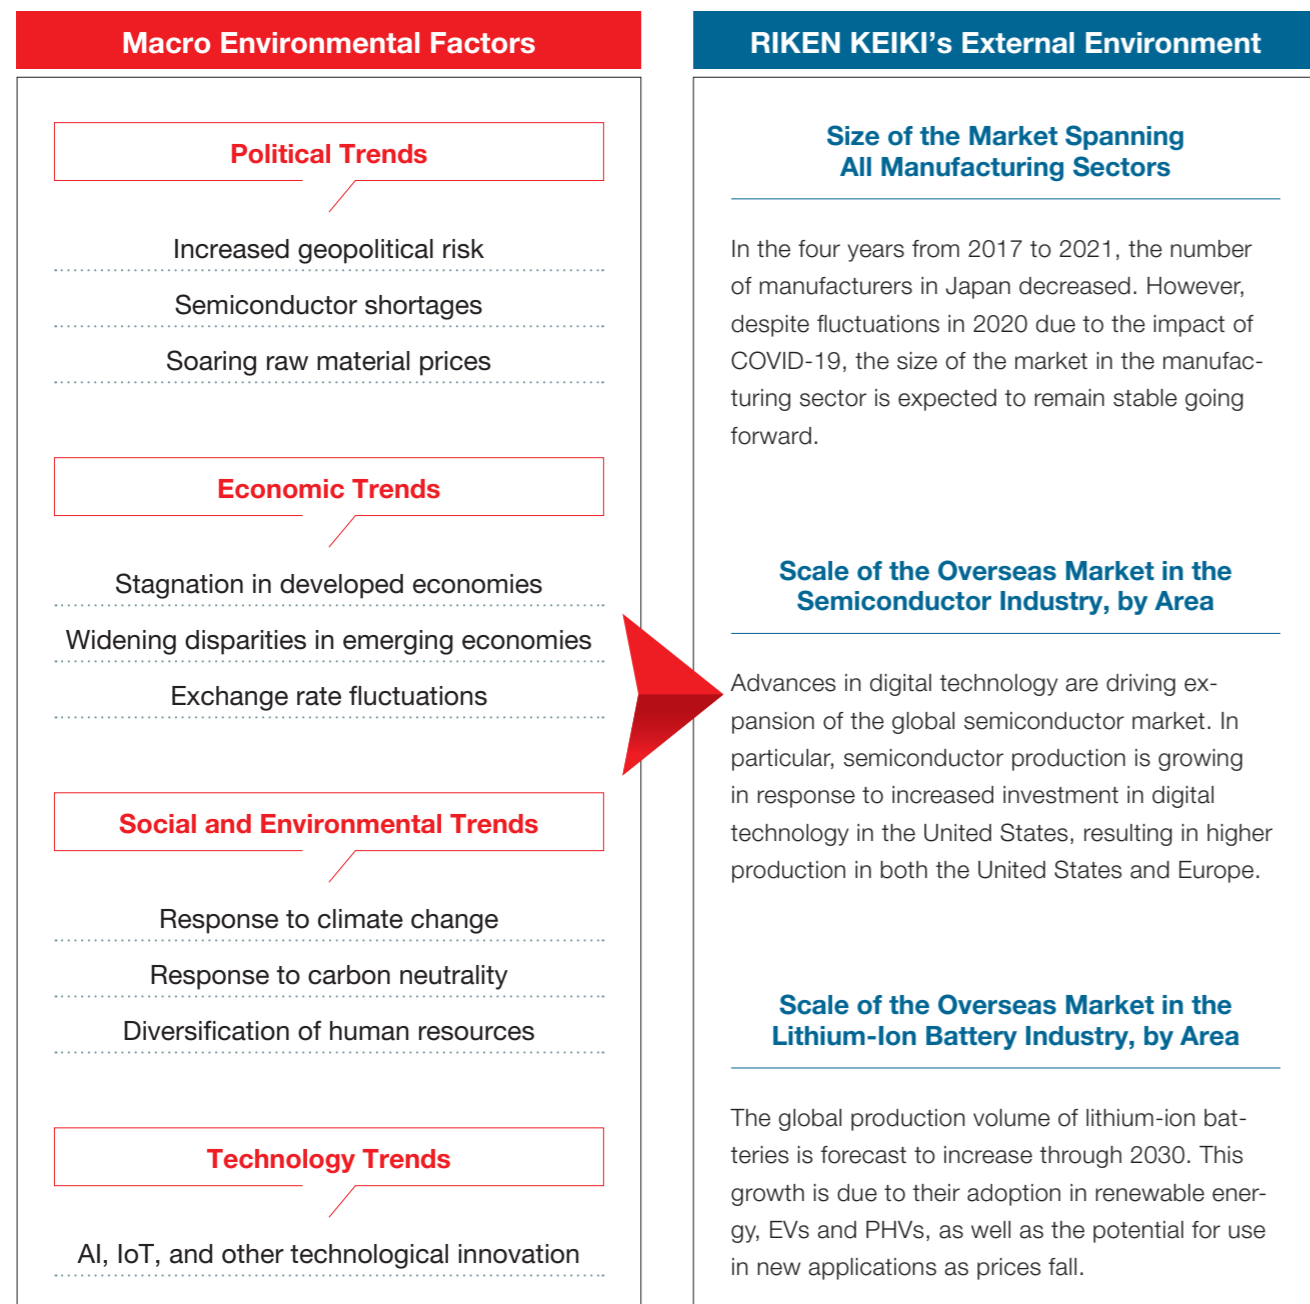 Macro Environmental Factors
Political Trends
Increased geopolitical risk
Semiconductor shortages
Soaring raw material prices
Economic Trends
Stagnation in developed economies
Widening disparities in emerging economies
Exchange rate fluctuations
Social and Environmental Trends
Response to climate change
Response to carbon neutrality
Diversification of human resources
Technology Trends
AI, IoT, and other technological innovation
RIKEN KEIKI's External Environment
Size of the Market Spanning
All Manufacturing Sectors
In the four years from 2017 to 2021, the number
of manufacturers in Japan decreased. However,
despite fluctuations in 2020 due to the impact of
COVID-19, the size of the market in the manufac-
turing sector is expected to remain stable going
forward.
Scale of the Overseas Market in the
Semiconductor Industry, by Area
Advances in digital technology are driving ex-
pansion of the global semiconductor market. In
particular, semiconductor production is growing
in response to increased investment in digital
technology in the United States, resulting in higher
production in both the United States and Europe.
Scale of the Overseas Market in the
Lithium-Ion Battery Industry, by Area
The global production volume of lithium-ion bat-
teries is forecast to increase through 2030. This
growth is due to their adoption in renewable ener-
gy, EVs and PHVs, as well as the potential for use
in new applications as prices fall.